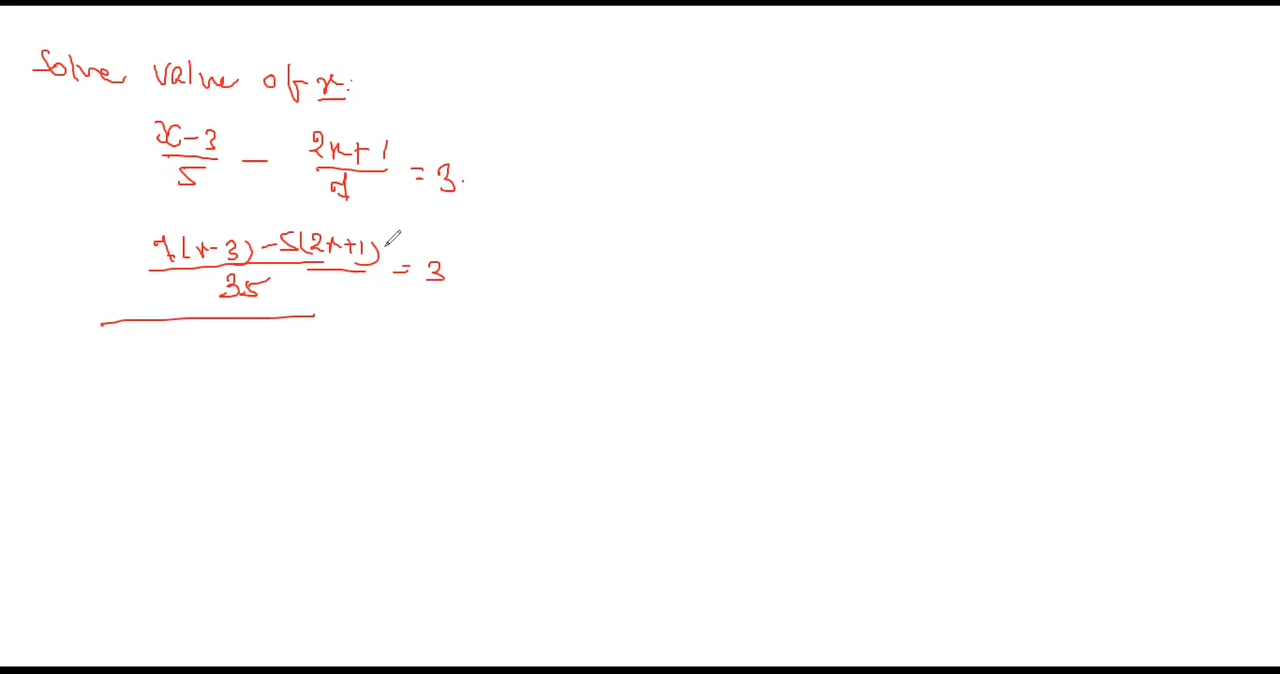 Solve value of x:
x-3/5 - 2x+1/7 = 3.
7(x-3)-5(2x+1)/35 = 3